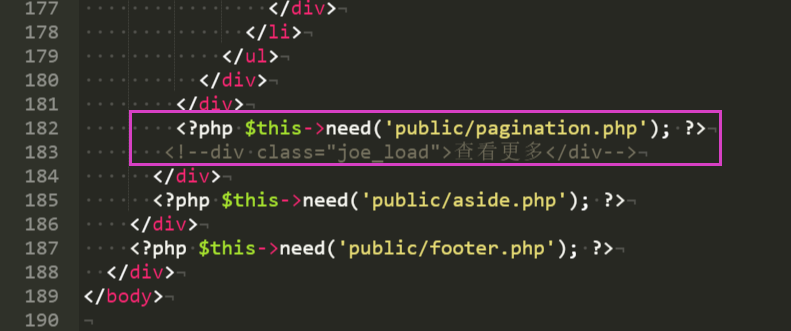 177 </div>
178 </li>
179 </ul>
180 </div>
181 </div>
182 <?php $this->need('public/pagination.php'); ?>
183 <!--div class="joe_load">查看更多</div-->
184 </div>
185 <?php $this->need('public/aside.php'); ?>
186 </div>
187 <?php $this->need('public/footer.php'); ?>
188 </div>
189 </body>
190